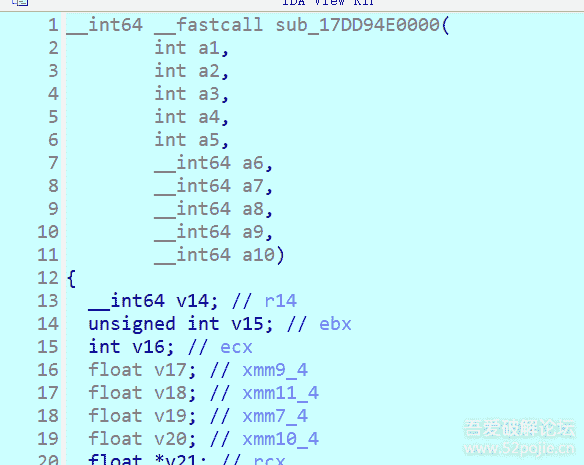 IDA View RIP
1 __int64 __fastcall sub_17DD94E0000(
2 int a1,
3 int a2,
4 int a3,
5 int a4,
6 int a5,
7 __int64 a6,
8 __int64 a7,
9 __int64 a8,
10 __int64 a9,
11 __int64 a10)
12 {
13 __int64 v14; // r14
14 unsigned int v15; // ebx
15 int v16; // ecx
16 float v17; // xmm9_4
17 float v18; // xmm11_4
18 float v19; // xmm7_4
19 float v20; // xmm10_4
20 float *v21; // rcx
吾爱破解论坛
www.52pojie.cn